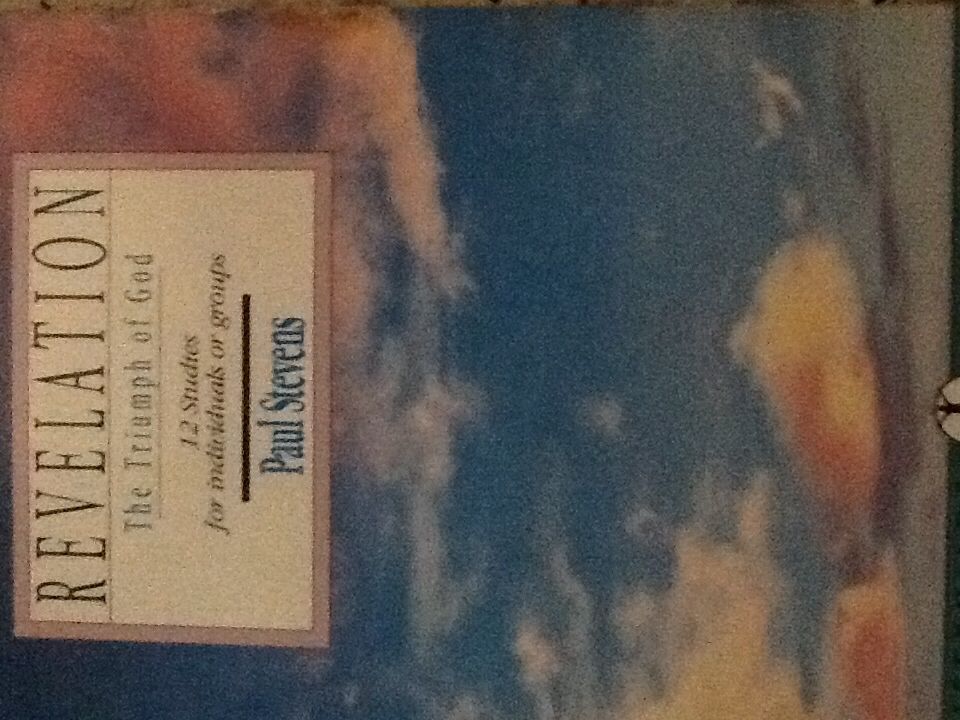 REVELATION
The Triumph of God
12 Studies
for individuals or groups
Paul Stevens